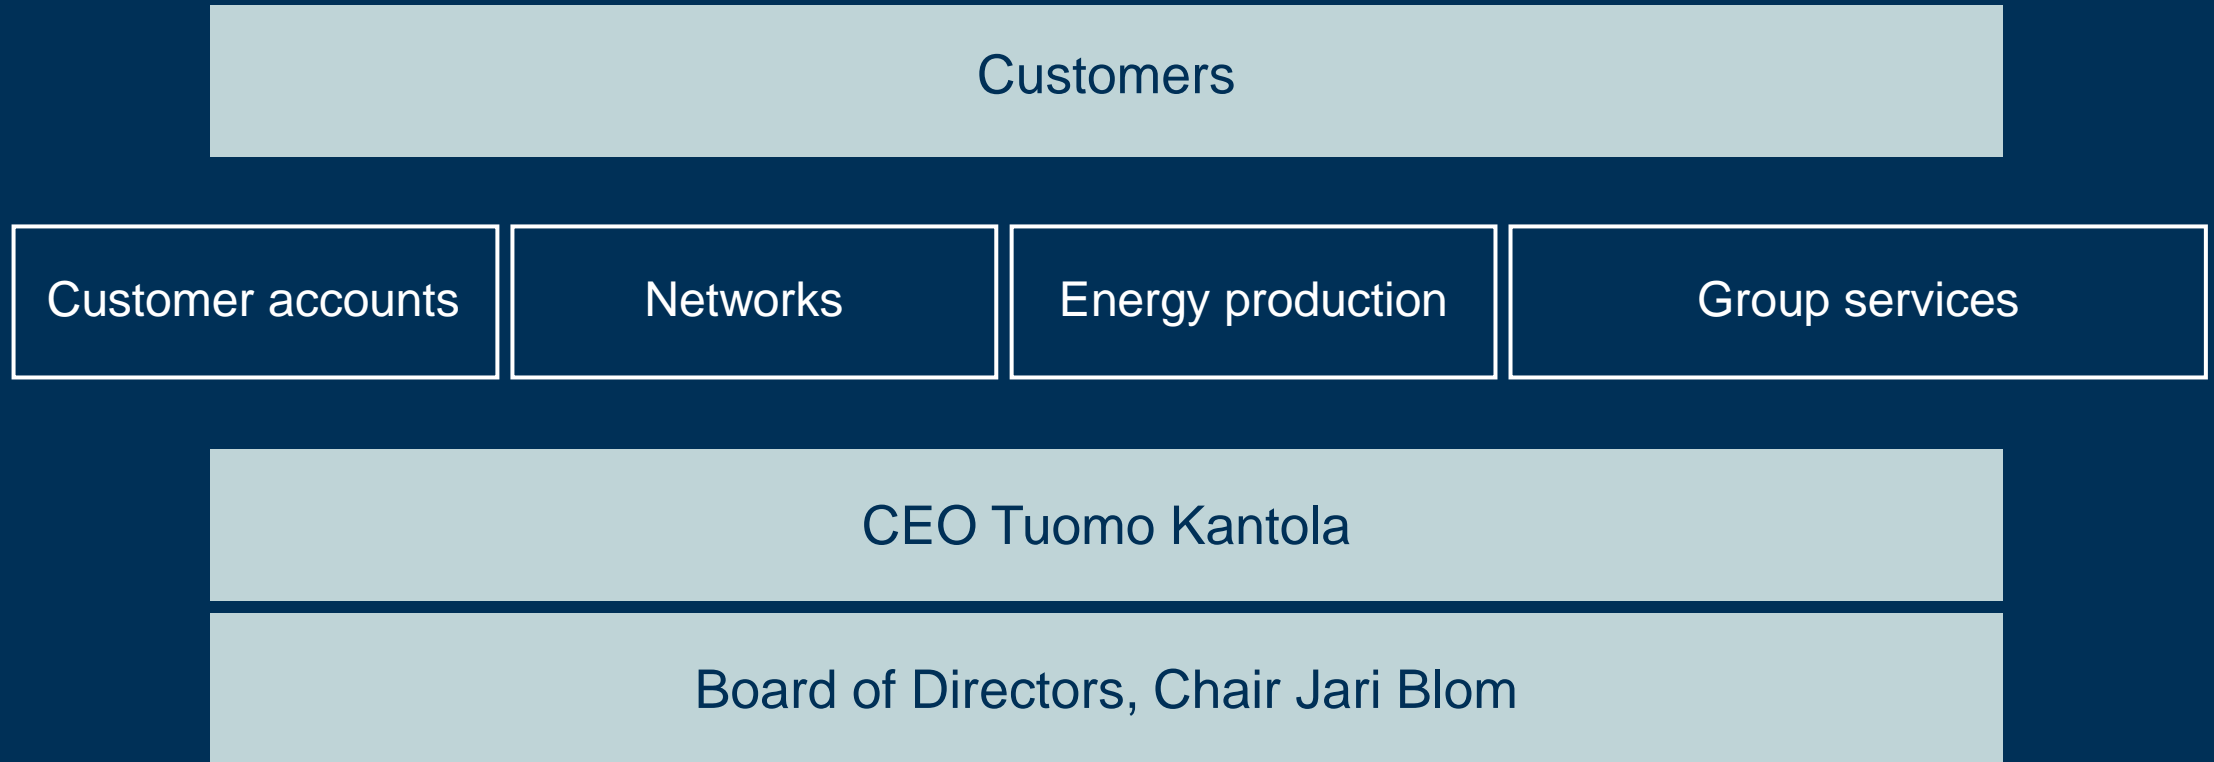 Customers
Customer accounts
Networks
Energy production
Group services
CEO Tuomo Kantola
Board of Directors, Chair Jari Blom